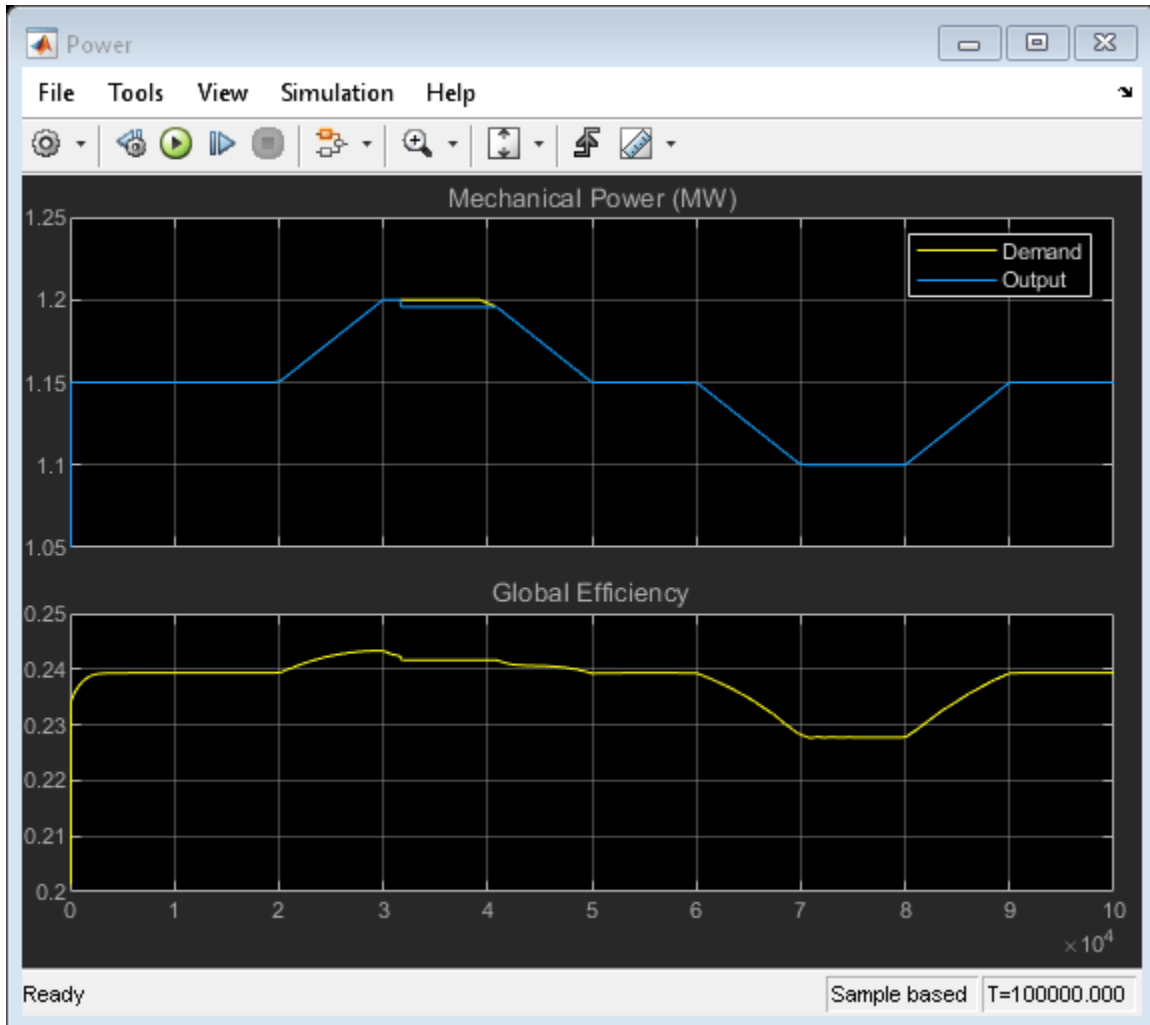 Power
File Tools View Simulation Help
Mechanical Power (MW)
1.25
1.2
1.15
1.1
1.05
Demand
Output
Global Efficiency
0.25
0.24
0.23
0.22
0.21
0.2
0 1 2 3 4 5 6 7 8 9 10
×10⁴
Ready Sample based T=100000.000